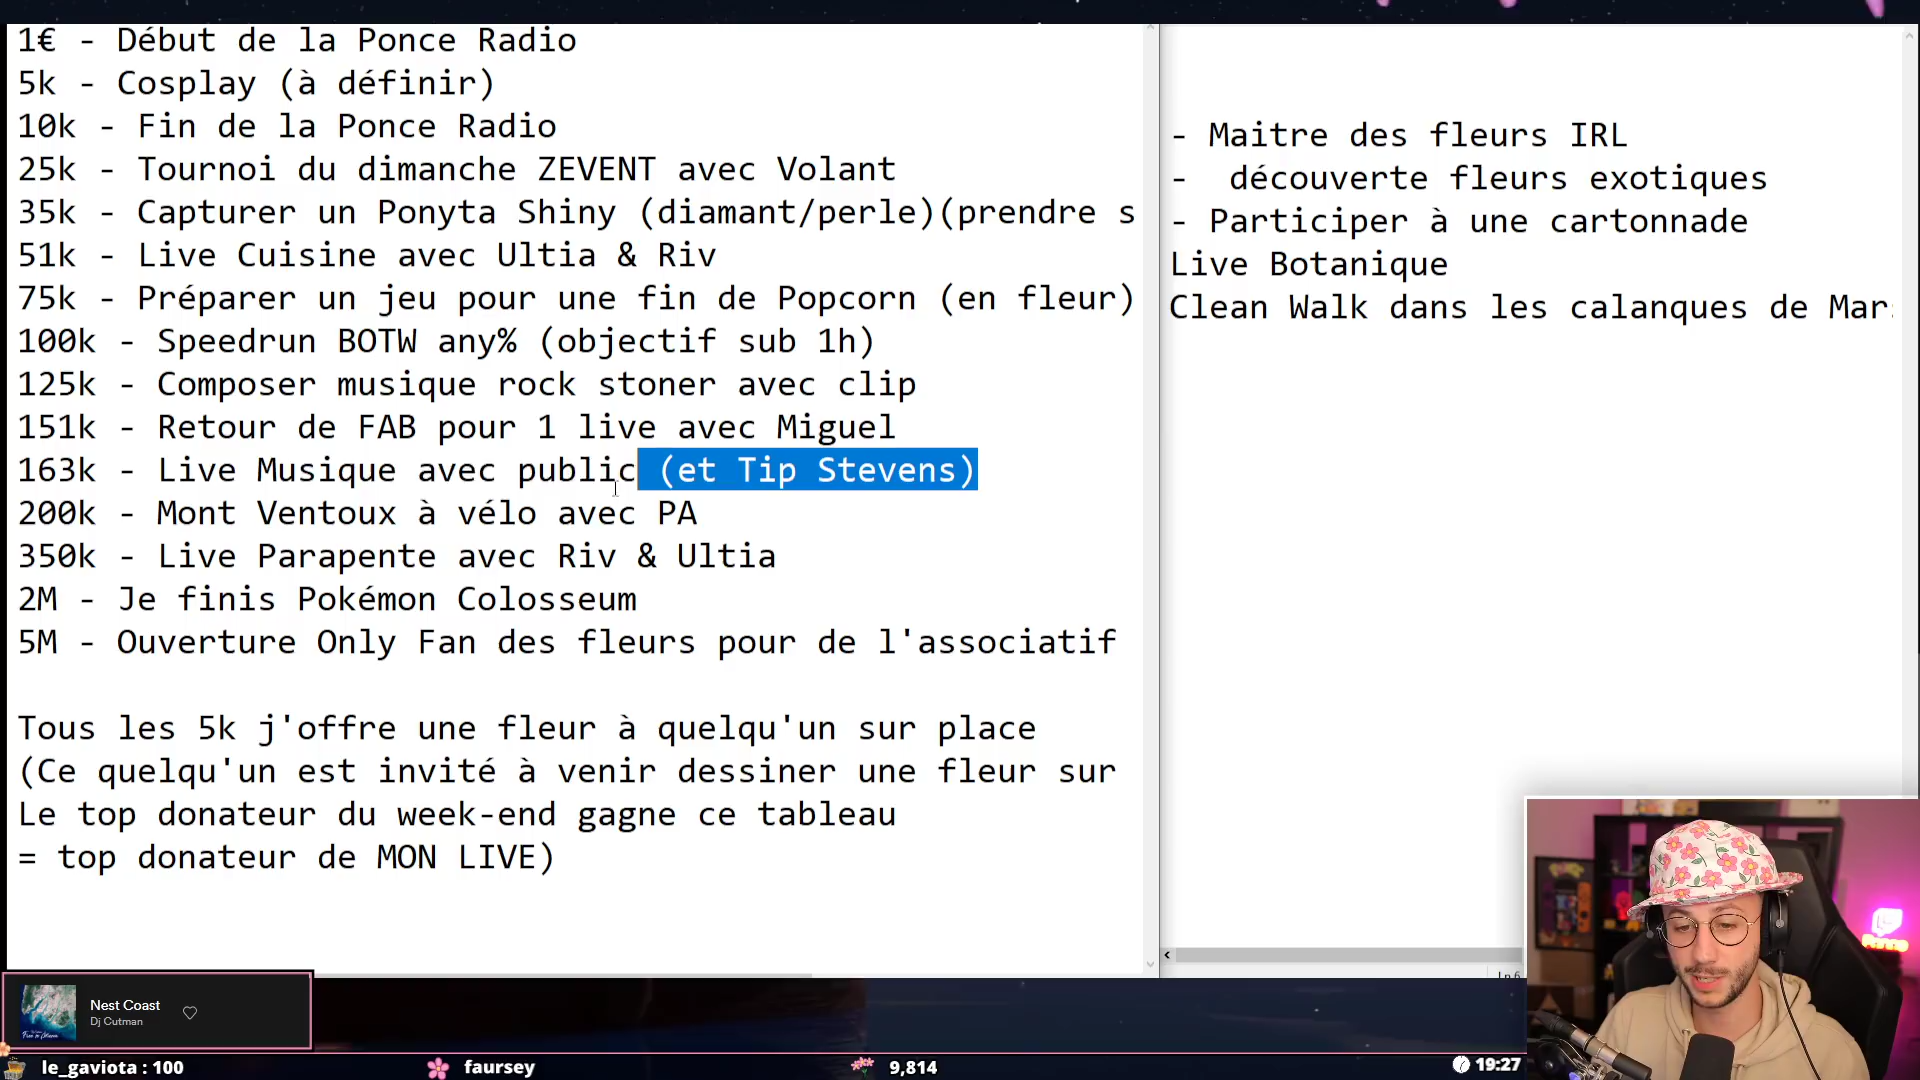 1€ - Début de la Ponce Radio
5k - Cosplay (à définir)
10k - Fin de la Ponce Radio
25k - Tournoi du dimanche ZEVENT avec Volant
35k - Capturer un Ponyta Shiny (diamant/perle)(prendre s
51k - Live Cuisine avec Ultia & Riv
75k - Préparer un jeu pour une fin de Popcorn (en fleur)
100k - Speedrun BOTW any% (objectif sub 1h)
125k - Composer musique rock stoner avec clip
151k - Retour de FAB pour 1 live avec Miguel
163k - Live Musique avec public (et Tip Stevens)
200k - Mont Ventoux à vélo avec PA
350k - Live Parapente avec Riv & Ultia
2M - Je finis Pokémon Colosseum
5M - Ouverture Only Fan des fleurs pour de l'associatif
Tous les 5k j'offre une fleur à quelqu'un sur place
(Ce quelqu'un est invité à venir dessiner une fleur sur
Le top donateur du week-end gagne ce tableau
= top donateur de MON LIVE)
- Maitre des fleurs IRL
-  découverte fleurs exotiques
- Participer à une cartonnade
Live Botanique
Clean Walk dans les calanques de Mar
Nest Coast
Dj Cutman
le_gaviota : 100
faursey
9,814
19:27